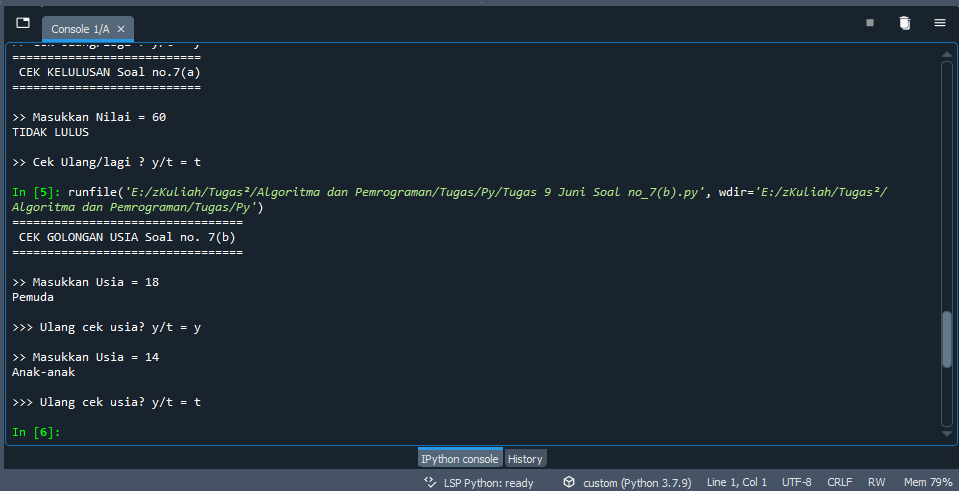 Console 1/A ×
>> Cek Ulang/lagi ? y/t = y
===========================
 CEK KELULUSAN Soal no.7(a)
===========================
>> Masukkan Nilai = 60
TIDAK LULUS
>> Cek Ulang/lagi ? y/t = t
In [5]: runfile('E:/zKuliah/Tugas²/Algoritma dan Pemrograman/Tugas/Py/Tugas 9 Juni Soal no_7(b).py', wdir='E:/zKuliah/Tugas²/
Algoritma dan Pemrograman/Tugas/Py')
=================================
 CEK GOLONGAN USIA Soal no. 7(b)
=================================
>> Masukkan Usia = 18
Pemuda
>>> Ulang cek usia? y/t = y
>> Masukkan Usia = 14
Anak-anak
>>> Ulang cek usia? y/t = t
In [6]:
IPython console History
LSP Python: ready custom (Python 3.7.9) Line 1, Col 1 UTF-8 CRLF RW Mem 79%